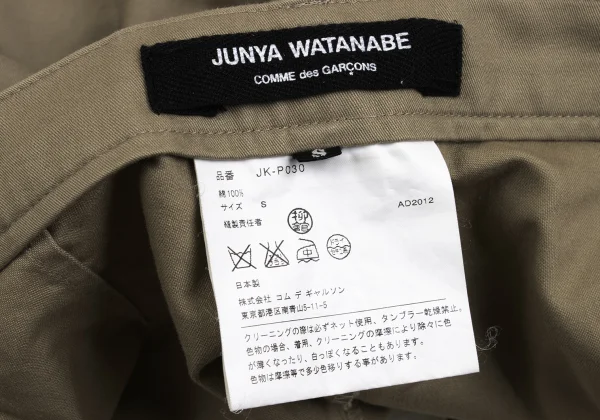 JUNYA WATANABE
COMME des GARÇONS
S
品番 JK-P030
綿100%
サイズ S AD2012
縫製責任者
中
日本製
株式会社 コム デ ギャルソン
東京都港区南青山5-11-5
クリーニングの際は必ずネット使用、タンブラー乾燥禁止。
色物の場合、着用、クリーニングの摩擦により除々に色
が薄くなったり、白っぽくなることもあります。
色物は摩擦等で多少色移りする事が有ります。